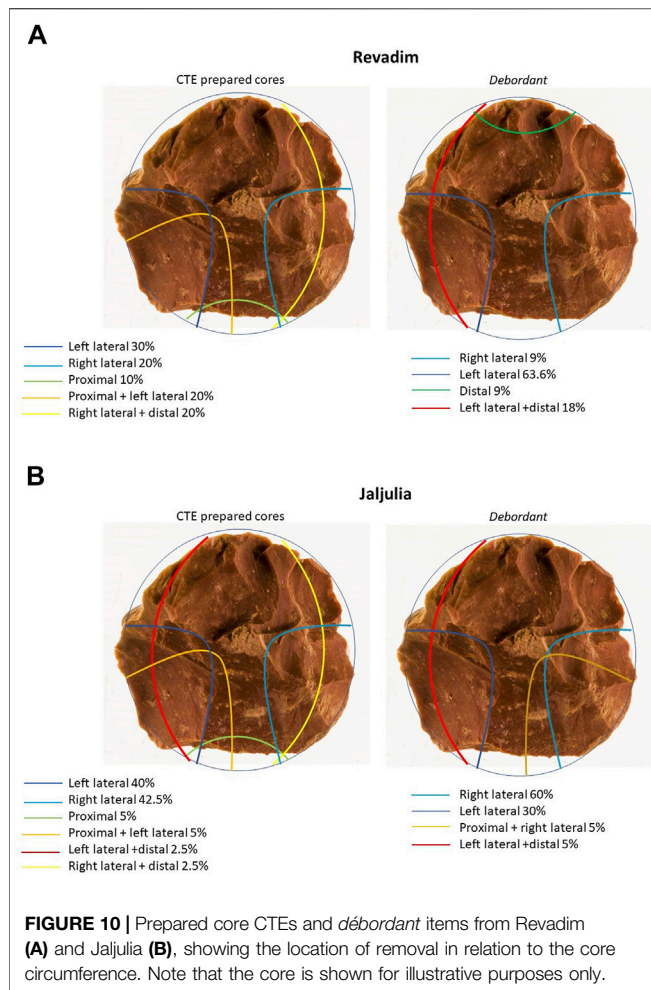 A
Revadim
CTE prepared cores
Debordant
Left lateral 30%
Right lateral 20%
Proximal 10%
Proximal + left lateral 20%
Right lateral + distal 20%
Right lateral 9%
Left lateral 63.6%
Distal 9%
Left lateral +distal 18%
B
Jaljulia
CTE prepared cores
Debordant
Left lateral 40%
Right lateral 42.5%
Proximal 5%
Proximal + left lateral 5%
Left lateral +distal 2.5%
Right lateral + distal 2.5%
Right lateral 60%
Left lateral 30%
Proximal + right lateral 5%
Left lateral +distal 5%
FIGURE 10 | Prepared core CTEs and débordant items from Revadim
(A) and Jaljulia (B), showing the location of removal in relation to the core
circumference. Note that the core is shown for illustrative purposes only.